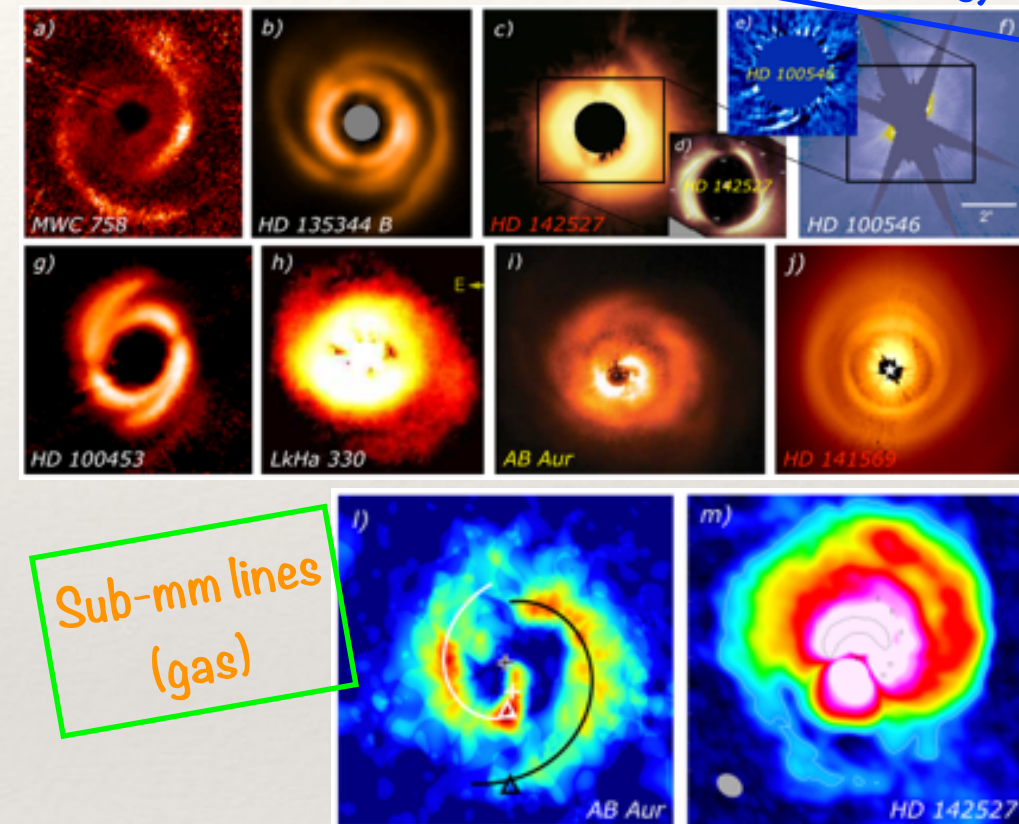 a)
MWC 758
b)
HD 135344 B
c)
HD 142527
d)
HD 142527
e)
HD 100546
f)
2"
HD 100546
g)
HD 100453
h)
E
LkHa 330
i)
AB Aur
j)
HD 141569
Sub-mm lines
(gas)
l)
AB Aur
m)
HD 142527